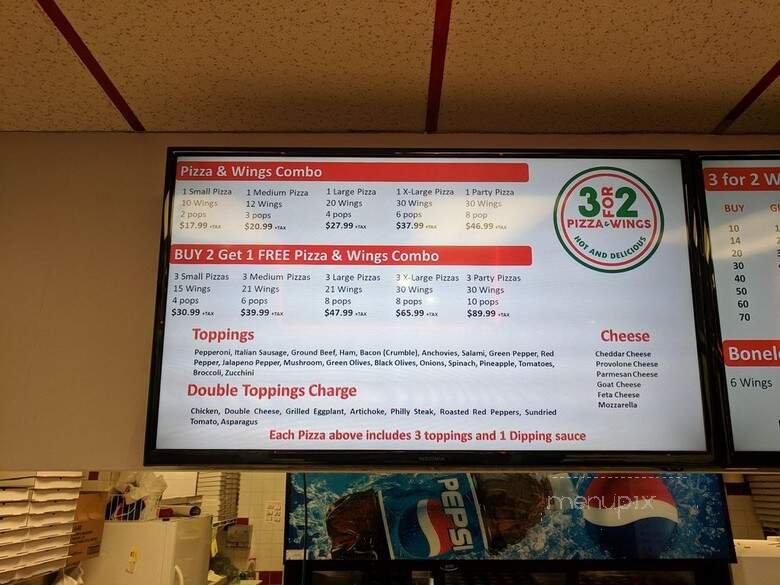 Pizza & Wings Combo
1 Small Pizza 1 Medium Pizza 1 Large Pizza 1 X-Large Pizza 1 Party Pizza
10 Wings 12 Wings 20 Wings 30 Wings 30 Wings
2 pops 3 pops 4 pops 6 pops 8 pop
$17.99 +TAX $20.99 +TAX $27.99 +TAX $37.99 +TAX $46.99 +TAX
3 FOR 2
PIZZA & WINGS
HOT AND DELICIOUS
BUY 2 Get 1 FREE Pizza & Wings Combo
3 Small Pizzas 3 Medium Pizzas 3 Large Pizzas 3 X-Large Pizzas 3 Party Pizzas
15 Wings 21 Wings 21 Wings 30 Wings 30 Wings
4 pops 6 pops 8 pops 8 pops 10 pops
$30.99 +TAX $39.99 +TAX $47.99 +TAX $65.99 +TAX $89.99 +TAX
Toppings
Pepperoni, Italian Sausage, Ground Beef, Ham, Bacon (Crumble), Anchovies, Salami, Green Pepper, Red
Pepper, Jalapeno Pepper, Mushroom, Green Olives, Black Olives, Onions, Spinach, Pineapple, Tomatoes,
Broccoli, Zucchini
Double Toppings Charge
Chicken, Double Cheese, Grilled Eggplant, Artichoke, Philly Steak, Roasted Red Peppers, Sundried
Tomato, Asparagus
Cheese
Cheddar Cheese
Provolone Cheese
Parmesan Cheese
Goat Cheese
Feta Cheese
Mozzarella
Each Pizza above includes 3 toppings and 1 Dipping sauce
3 for 2 W
BUY
10
14
20
30
40
50
60
70
Bonel
6 Wings
PEPSI
menupix